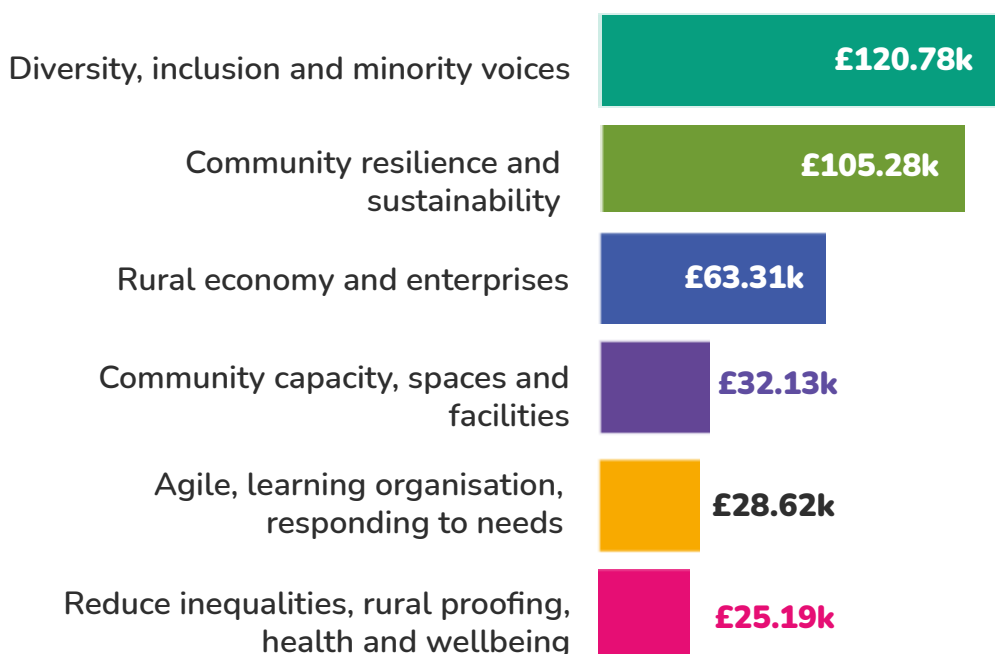 Diversity, inclusion and minority voices
£120.78k
Community resilience and
sustainability
£105.28k
Rural economy and enterprises
£63.31k
Community capacity, spaces and
facilities
£32.13k
Agile, learning organisation,
responding to needs
£28.62k
Reduce inequalities, rural proofing,
health and wellbeing
£25.19k